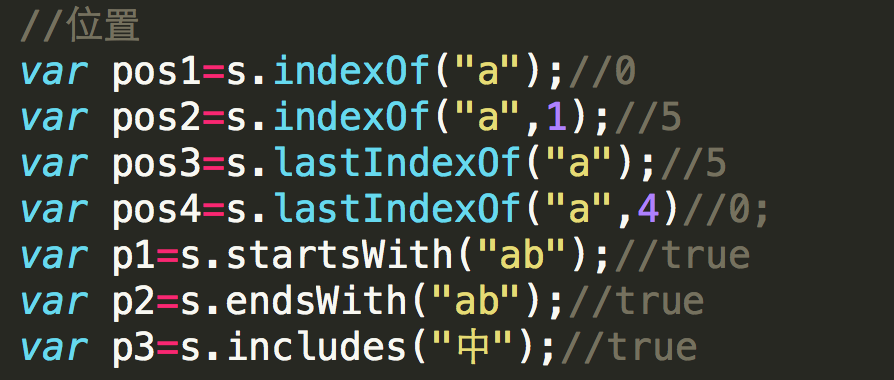 //位置
var pos1=s.indexOf("a");//0
var pos2=s.indexOf("a",1);//5
var pos3=s.lastIndexOf("a");//5
var pos4=s.lastIndexOf("a",4)//0;
var p1=s.startsWith("ab");//true
var p2=s.endsWith("ab");//true
var p3=s.includes("中");//true